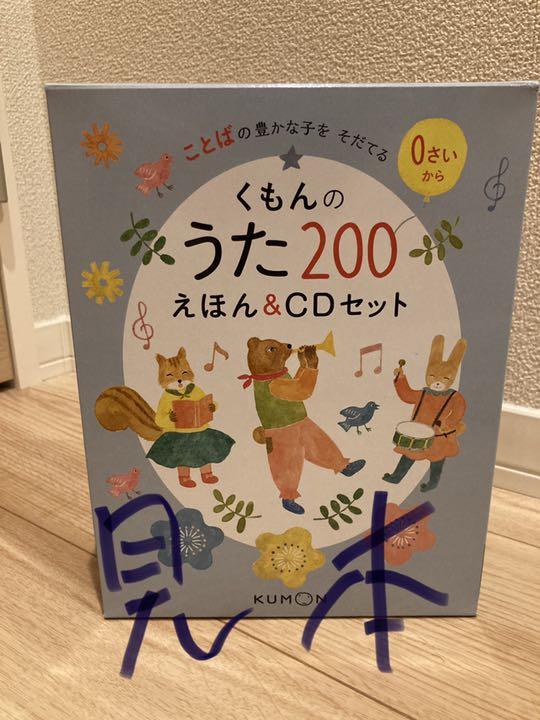 ことばの豊かな子を そだてる
0さい
から
くもんの
うた200
えほん&CDセット
KUMON
見本